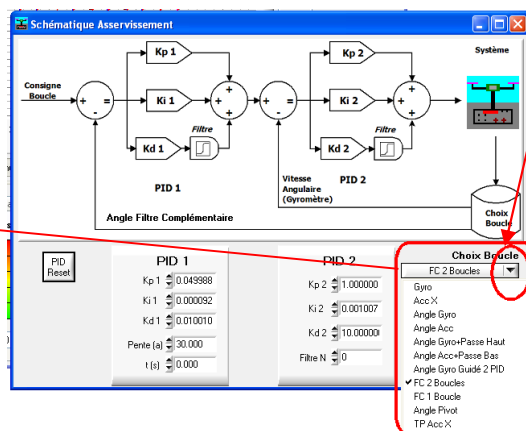 Schématique Asservissement
Kp 1
Kp 2
Système
Consigne
Boucle
+
-
=
Ki 1
+
+
+
+
-
=
Ki 2
+
+
+
Filtre
Filtre
Kd 1
Kd 2
PID 1
Vitesse
Angulaire
(Gyromètre)
PID 2
Angle Filtre Complémentaire
Choix
Boucle
PID
Reset
PID 1
Kp 1 0.049988
Ki 1 0.000092
Kd 1 0.010010
Pente (a) 30.000
t (s) 0.000
PID 2
Kp 2 1.000000
Ki 2 0.001007
Kd 2 10.00000
Filtre N 0
Choix Boucle
FC 2 Boucles
Gyro
Acc X
Angle Gyro
Angle Acc
Angle Gyro+Passe Haut
Angle Acc+Passe Bas
Angle Gyro Guidé 2 PID
✓FC 2 Boucles
FC 1 Boucle
Angle Pivot
TP Acc X